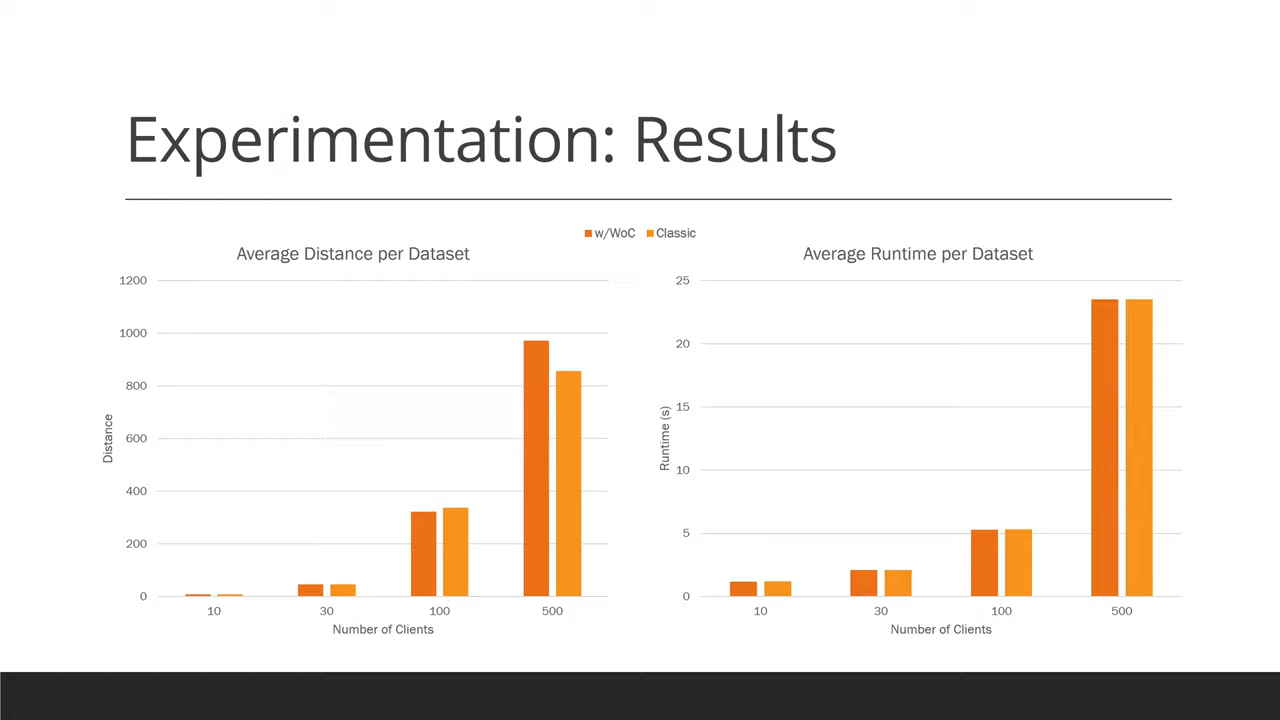 Experimentation: Results
w/WoC Classic
Average Distance per Dataset
1200
1000
800
600
400
200
0
Distance
10 30 100 500
Number of Clients
Average Runtime per Dataset
25
20
15
10
5
0
Runtime (s)
10 30 100 500
Number of Clients